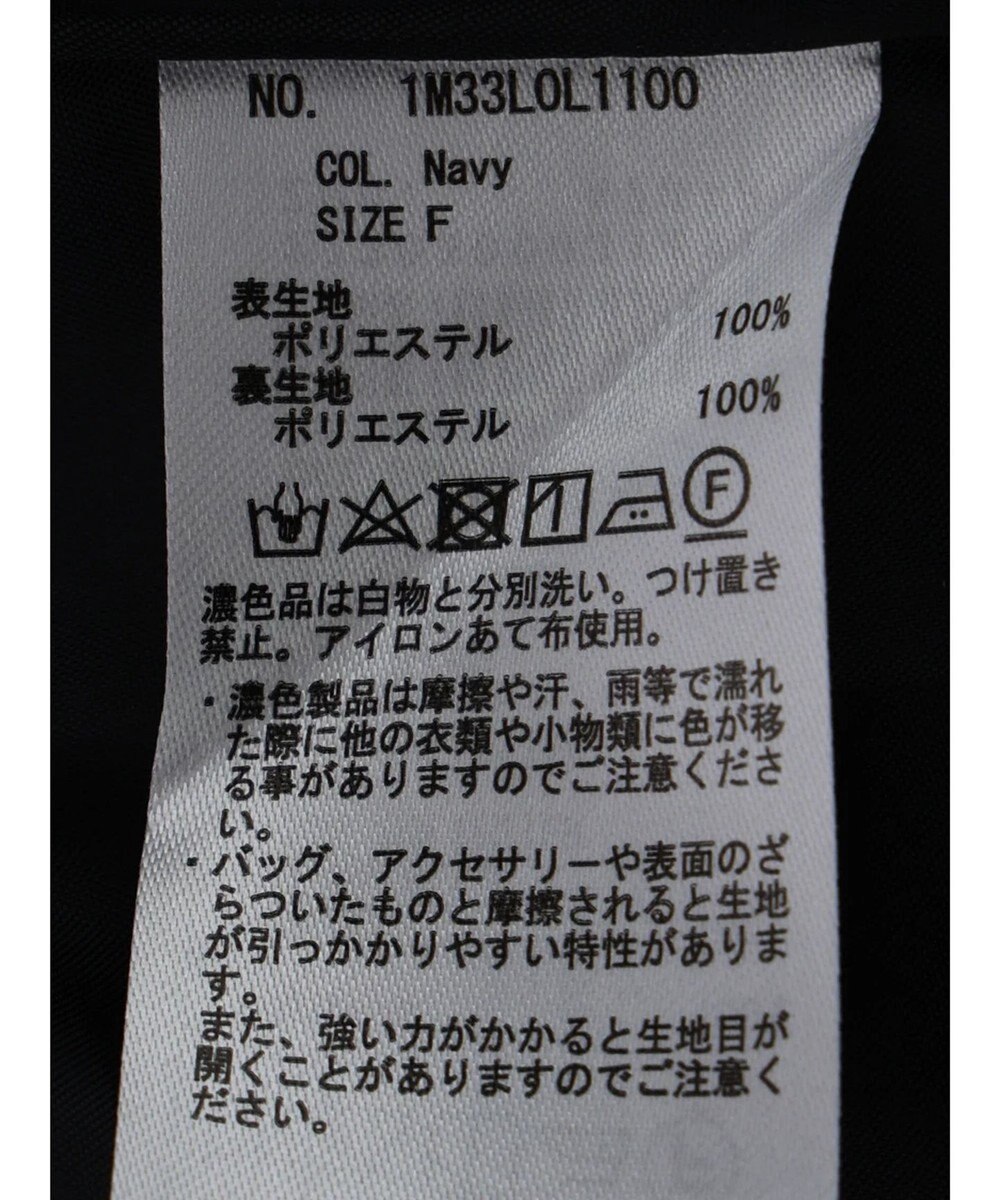 NO. 1M33L0L1100
COL. Navy
SIZE F
表生地
ポリエステル 100%
裏生地
ポリエステル 100%
F
濃色品は白物と分別洗い。つけ置き
禁止。アイロンあて布使用。
・濃色製品は摩擦や汗、雨等で濡れ
た際に他の衣類や小物類に色が移
る事がありますのでご注意くださ
い。
・バッグ、アクセサリーや表面のざ
らついたものと摩擦されると生地
が引っかかりやすい特性がありま
す。
また、強い力がかかると生地目が
開くことがありますのでご注意く
ださい。